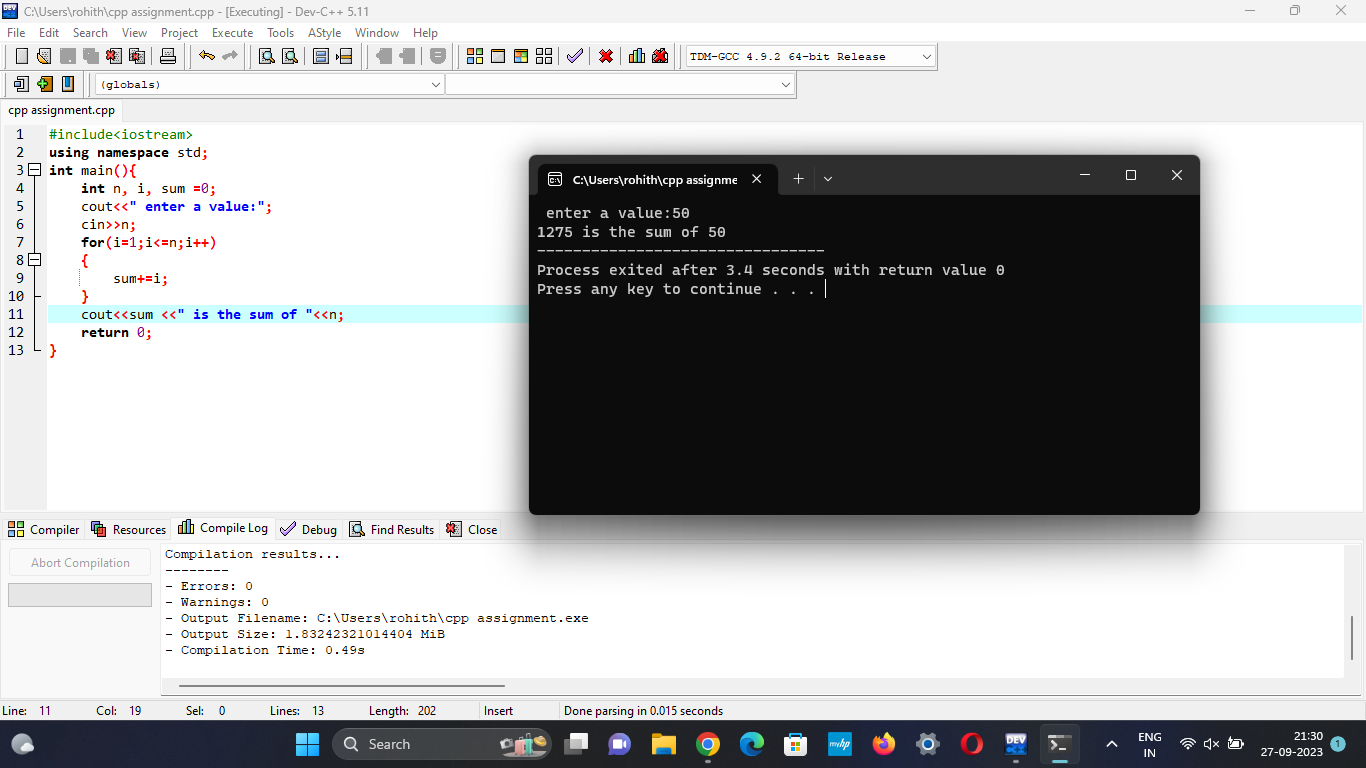 C:\Users\rohith\cpp assignment.cpp - [Executing] - Dev-C++ 5.11
File Edit Search View Project Execute Tools AStyle Window Help
TDM-GCC 4.9.2 64-bit Release
(globals)
cpp assignment.cpp
1 #include<iostream>
2 using namespace std;
3 int main(){
4 int n, i, sum =0;
5 cout<<" enter a value:";
6 cin>>n;
7 for(i=1;i<=n;i++)
8 {
9 sum+=i;
10 }
11 cout<<sum <<" is the sum of "<<n;
12 return 0;
13 }
C:\Users\rohith\cpp assignme
enter a value:50
1275 is the sum of 50
--------------------------------
Process exited after 3.4 seconds with return value 0
Press any key to continue . . .
Compiler Resources Compile Log Debug Find Results Close
Abort Compilation
Compilation results...
--------
- Errors: 0
- Warnings: 0
- Output Filename: C:\Users\rohith\cpp assignment.exe
- Output Size: 1.83242321014404 MiB
- Compilation Time: 0.49s
Line: 11 Col: 19 Sel: 0 Lines: 13 Length: 202 Insert Done parsing in 0.015 seconds
Search
myhp
DEV
ENG
IN
21:30
27-09-2023
1